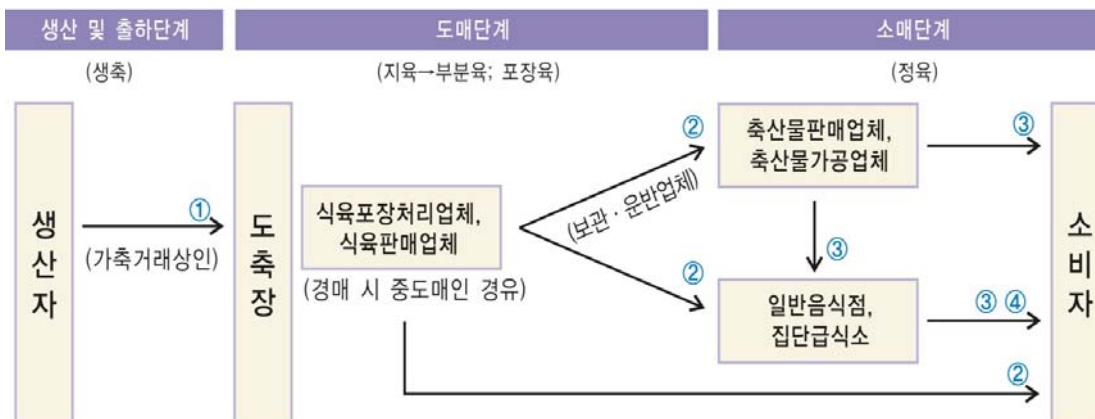 생산 및 출하단계
도매단계
소매단계
(생축)
(지육→부분육; 포장육)
(정육)
생산자
①
(가축거래상인)
도축장
식육포장처리업체,
식육판매업체
(경매 시 중도매인 경유)
②
(보관·운반업체)
②
축산물판매업체,
축산물가공업체
③
③
일반음식점,
집단급식소
③ ④
②
소비자